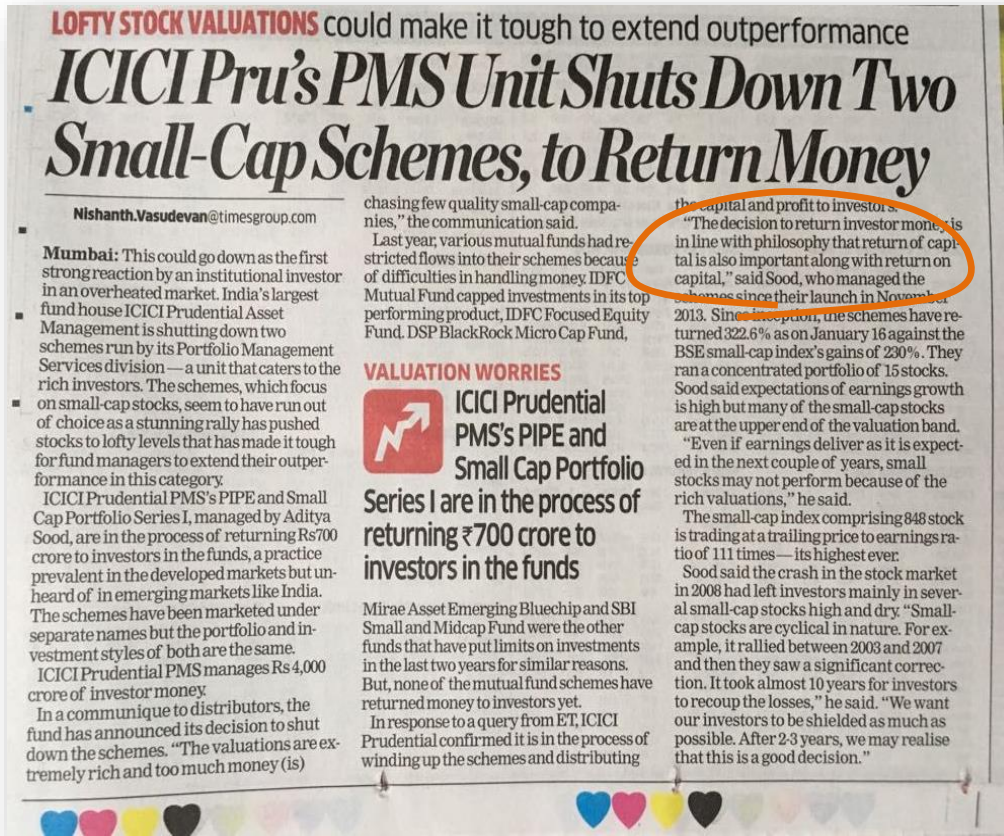 LOFTY STOCK VALUATIONS could make it tough to extend outperformance
ICICI Pru's PMS Unit Shuts Down Two
Small-Cap Schemes, to Return Money
Nishanth.Vasudevan@timesgroup.com
Mumbai: This could go down as the first
strong reaction by an institutional investor
in an overheated market. India's largest
fund house ICICI Prudential Asset
Management is shutting down two
schemes run by its Portfolio Management
Services division — a unit that caters to the
rich investors. The schemes, which focus
on small-cap stocks, seem to have run out
of choice as a stunning rally has pushed
stocks to lofty levels that has made it tough
for fund managers to extend their outper-
formance in this category.
ICICI Prudential PMS's PIPE and Small
Cap Portfolio Series I, managed by Aditya
Sood, are in the process of returning Rs700
crore to investors in the funds, a practice
prevalent in the developed markets but un-
heard of in emerging markets like India.
The schemes have been marketed under
separate names but the portfolio and in-
vestment styles of both are the same.
ICICI Prudential PMS manages Rs 4,000
crore of investor money.
In a communique to distributors, the
fund has announced its decision to shut
down the schemes. "The valuations are ex-
tremely rich and too much money (is)
chasing few quality small-cap compa-
nies," the communication said.
Last year, various mutual funds had re-
stricted flows into their schemes because
of difficulties in handling money. IDFC
Mutual Fund capped investments in its top
performing product, IDFC Focused Equity
Fund. DSP BlackRock Micro Cap Fund,
VALUATION WORRIES
ICICI Prudential
PMS's PIPE and
Small Cap Portfolio
Series I are in the process of
returning ₹700 crore to
investors in the funds
Mirae Asset Emerging Bluechip and SBI
Small and Midcap Fund were the other
funds that have put limits on investments
in the last two years for similar reasons.
But, none of the mutual fund schemes have
returned money to investors yet.
In response to a query from ET, ICICI
Prudential confirmed it is in the process of
winding up the schemes and distributing
the capital and profit to investors.
"The decision to return investor money is
in line with philosophy that return of capi-
tal is also important along with return on
capital," said Sood, who managed the
schemes since their launch in November
2013. Since inception, the schemes have re-
turned 322.6% as on January 16 against the
BSE small-cap index's gains of 230%. They
ran a concentrated portfolio of 15 stocks.
Sood said expectations of earnings growth
is high but many of the small-cap stocks
are at the upper end of the valuation band.
"Even if earnings deliver as it is expect-
ed in the next couple of years, small
stocks may not perform because of the
rich valuations," he said.
The small-cap index comprising 848 stock
is trading at a trailing price to earnings ra-
tio of 111 times — its highest ever.
Sood said the crash in the stock market
in 2008 had left investors mainly in sever-
al small-cap stocks high and dry. "Small-
cap stocks are cyclical in nature. For ex-
ample, it rallied between 2003 and 2007
and then they saw a significant correc-
tion. It took almost 10 years for investors
to recoup the losses," he said. "We want
our investors to be shielded as much as
possible. After 2-3 years, we may realise
that this is a good decision."